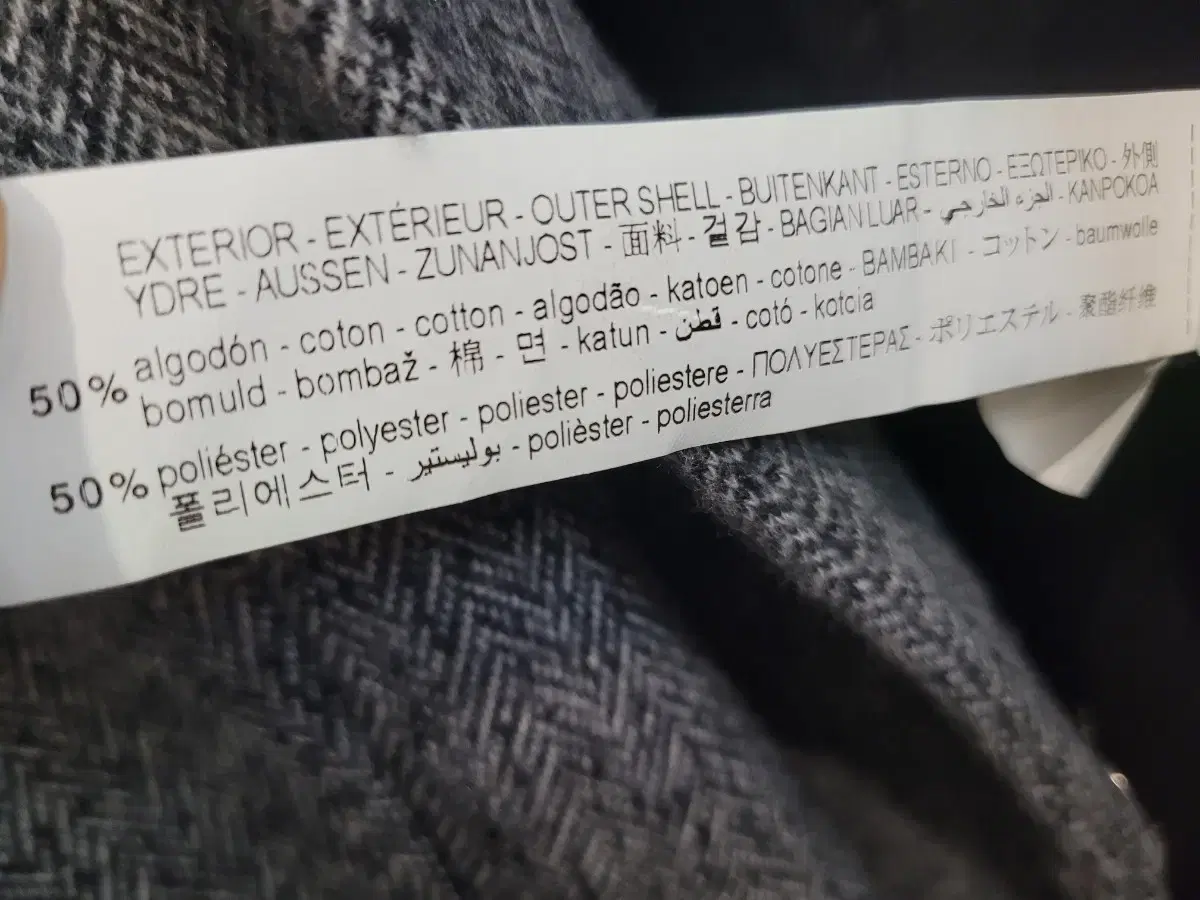 EXTERIOR - EXTÉRIEUR - OUTER SHELL - BUITENKANT - ESTERNO - ΕΞΩΤΕΡΙΚΟ - 外側
YDRE - AUSSEN - ZUNANJOST - 面料 - 겉감 - BAGIAN LUAR - الجزء الخارجي - KANPOKOA
50% algodón - coton - cotton - algodão - katoen - cotone - ΒΑΜΒΑΚΙ - コットン - baumwolle
bomuld - bombaž - 棉 - 면 - katun - قطن - cotó - kotoia
50% poliéster - polyester - poliester - poliestere - ΠΟΛΥΕΣΤΕΡΑΣ - ポリエステル - 聚酯纤维
폴리에스터 - بوليستير - polièster - poliesterra